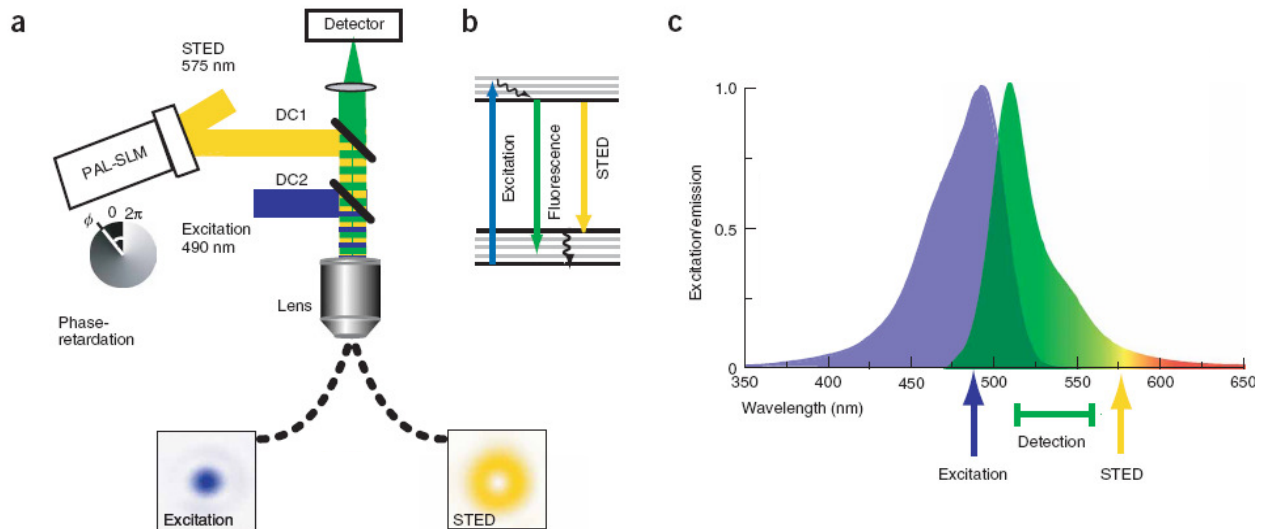 a
Detector
STED
575 nm
DC1
PAL-SLM
DC2
ϕ 0 2π
Excitation
490 nm
Lens
Phase-
retardation
Excitation
STED
b
Excitation
Fluorescence
STED
c
1.0
0.5
0
Excitation/emission
350 400 450 500 550 600 650
Wavelength (nm)
Detection
Excitation
STED